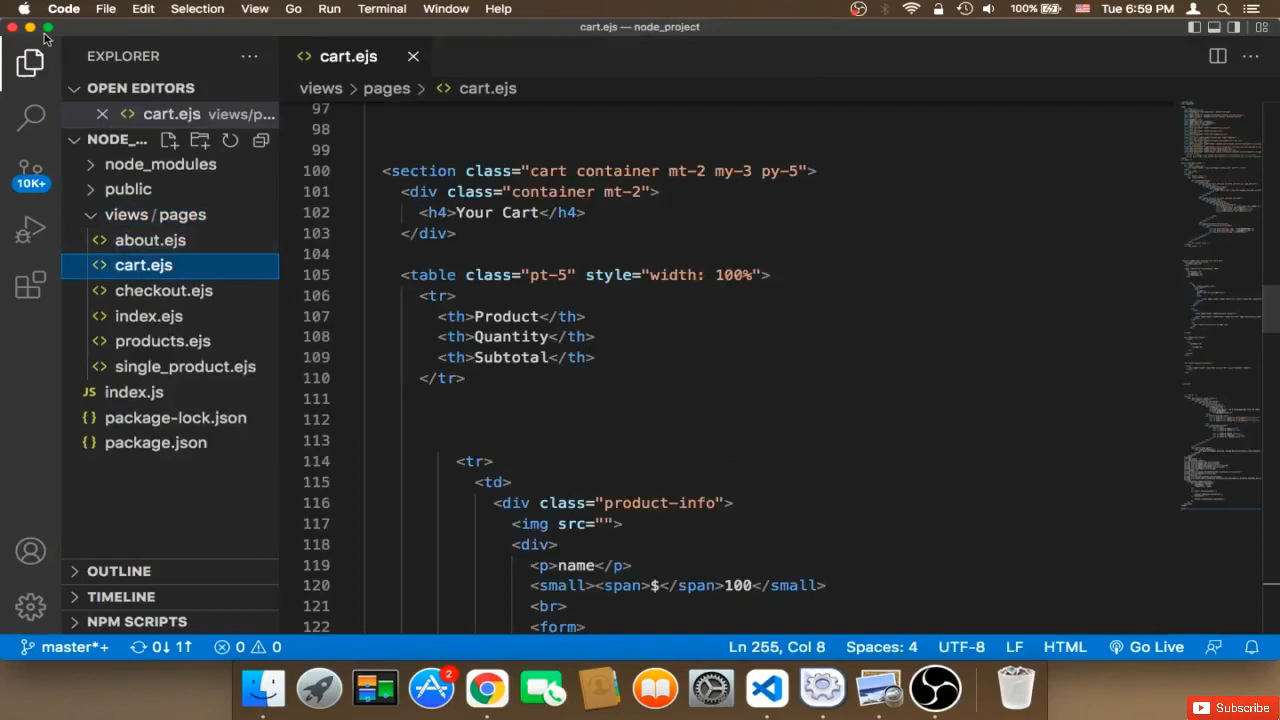 Code File Edit Selection View Go Run Terminal Window Help 100% Tue 6:59 PM
cart.ejs — node_project
EXPLORER
OPEN EDITORS
cart.ejs views/p...
NODE_...
node_modules
public
views / pages
about.ejs
cart.ejs
checkout.ejs
index.ejs
products.ejs
single_product.ejs
JS index.js
{} package-lock.json
{} package.json
OUTLINE
TIMELINE
NPM SCRIPTS
10K+
<> cart.ejs
views > pages > <> cart.ejs
97
98
99
100 <section class="cart container mt-2 my-3 py-5">
101 <div class="container mt-2">
102 <h4>Your Cart</h4>
103 </div>
104
105 <table class="pt-5" style="width: 100%">
106 <tr>
107 <th>Product</th>
108 <th>Quantity</th>
109 <th>Subtotal</th>
110 </tr>
111
112
113
114 <tr>
115 <td>
116 <div class="product-info">
117 <img src="">
118 <div>
119 <p>name</p>
120 <small><span>$</span>100</small>
121 <br>
122 <form>
master*+ 0↓ 1↑ 0 0 Ln 255, Col 8 Spaces: 4 UTF-8 LF HTML Go Live
2
Subscribe